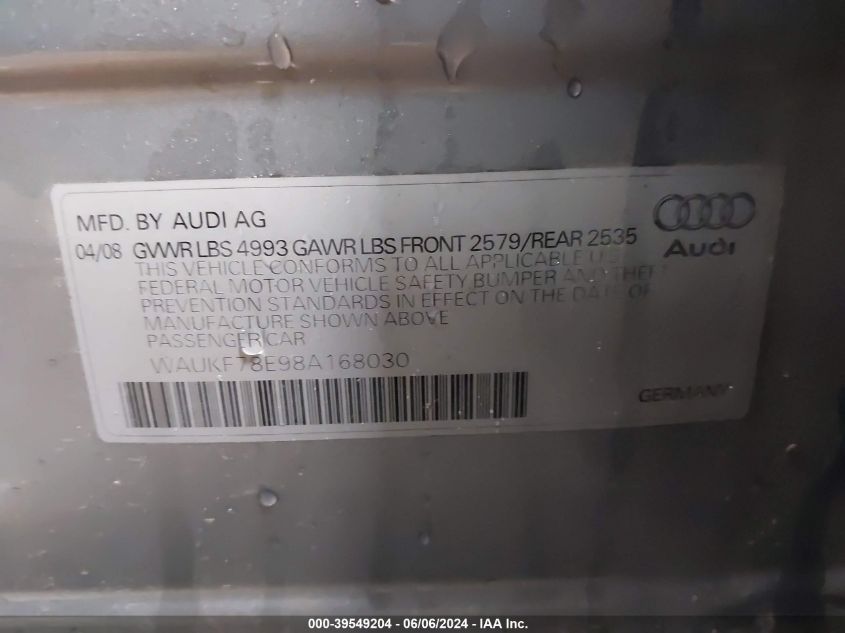 MFD. BY AUDI AG
04/08 GVWR LBS 4993 GAWR LBS FRONT 2579/REAR 2535
THIS VEHICLE CONFORMS TO ALL APPLICABLE U.S.
FEDERAL MOTOR VEHICLE SAFETY BUMPER AND THEFT
PREVENTION STANDARDS IN EFFECT ON THE DATE OF
MANUFACTURE SHOWN ABOVE
PASSENGER CAR
WAUKF78E98A168030
Audi
GERMANY
000-39549204 - 06/06/2024 - IAA Inc.